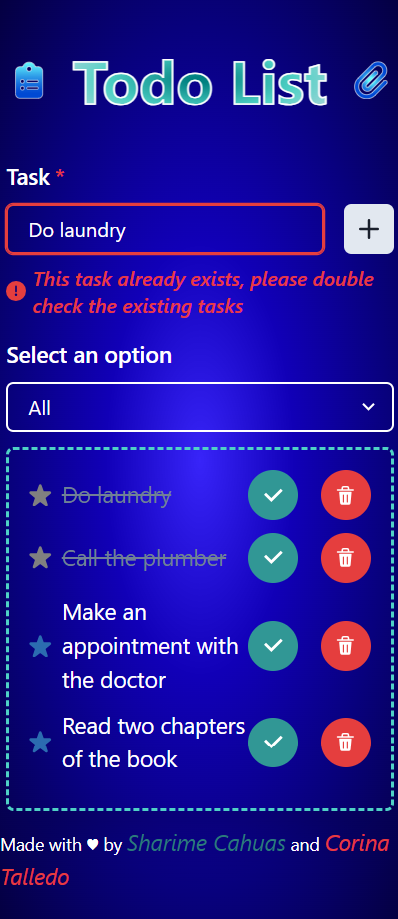 Todo List
Task *
Do laundry
This task already exists, please double
check the existing tasks
Select an option
All
Do laundry
Call the plumber
Make an
appointment with
the doctor
Read two chapters
of the book
Made with ♥ by Sharime Cahuas and Corina
Talledo